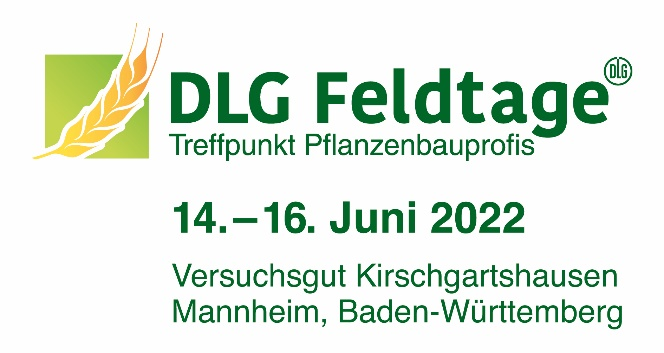 DLG Feldtage DLG
Treffpunkt Pflanzenbauprofis
14. – 16. Juni 2022
Versuchsgut Kirschgartshausen
Mannheim, Baden-Württemberg